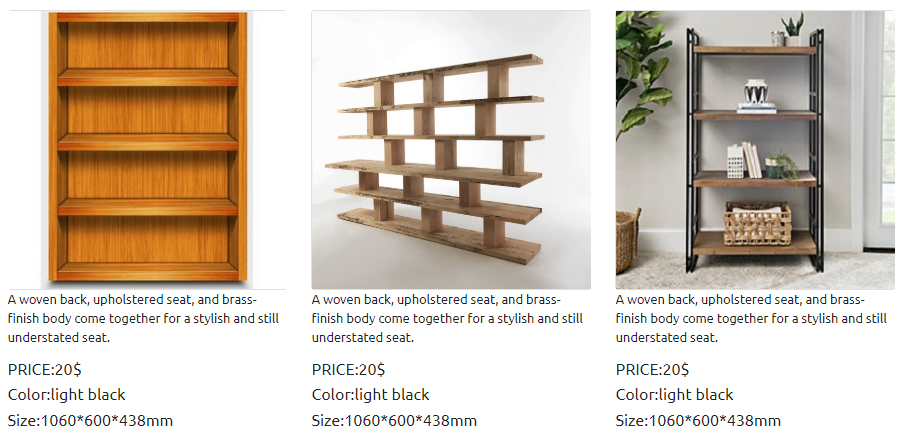 A woven back, upholstered seat, and brass-
finish body come together for a stylish and still
understated seat.
PRICE:20$
Color:light black
Size:1060*600*438mm
A woven back, upholstered seat, and brass-
finish body come together for a stylish and still
understated seat.
PRICE:20$
Color:light black
Size:1060*600*438mm
A woven back, upholstered seat, and brass-
finish body come together for a stylish and still
understated seat.
PRICE:20$
Color:light black
Size:1060*600*438mm